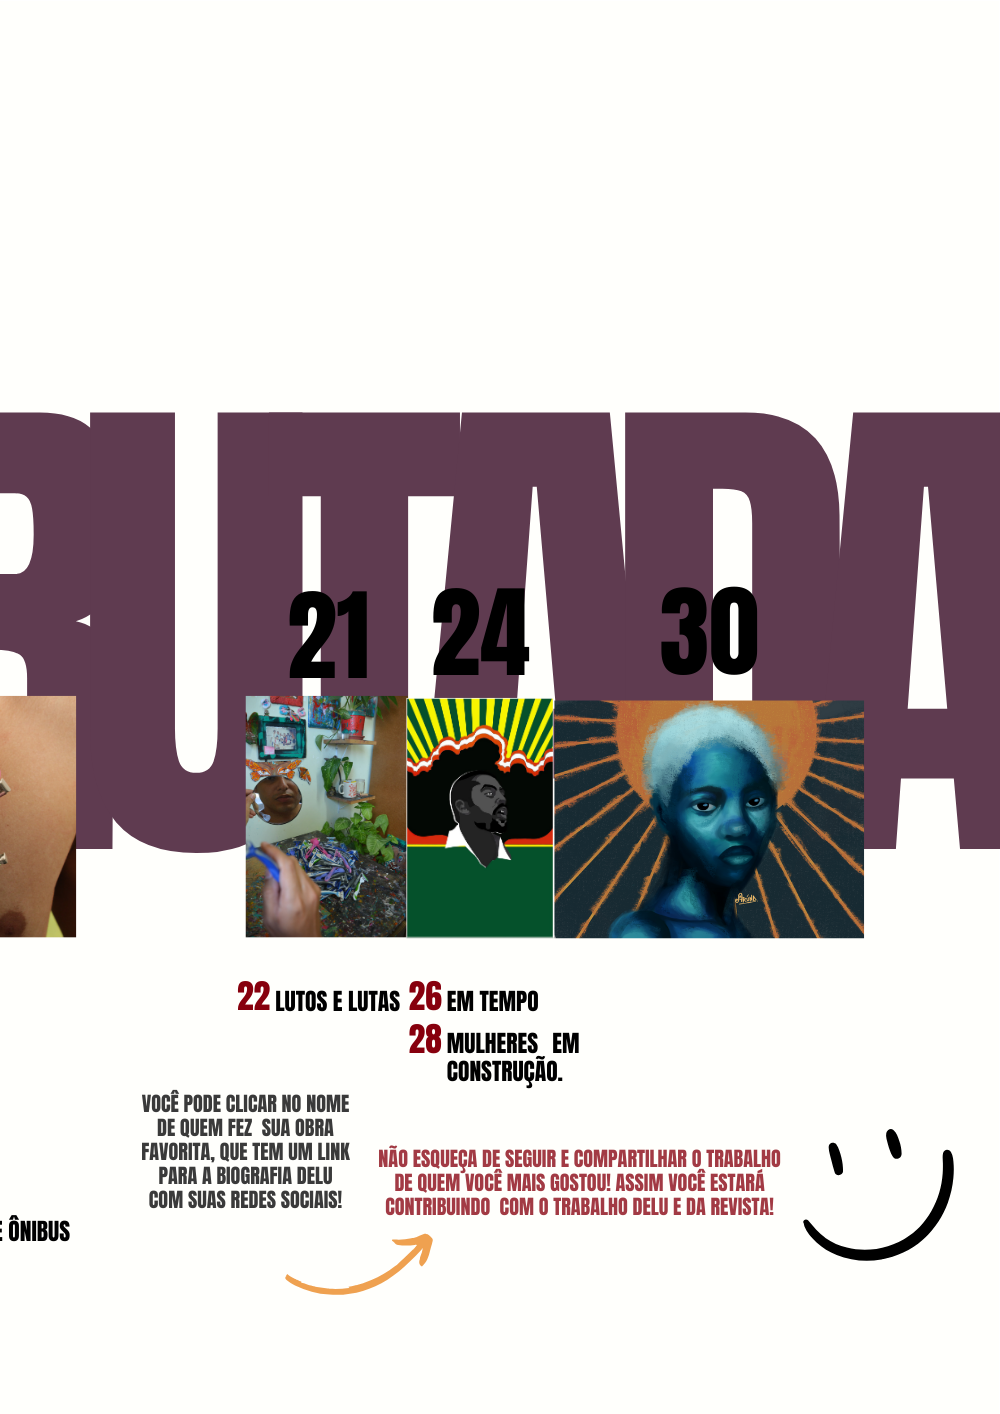 RUTADA
21 24 30
22 LUTOS E LUTAS
26 EM TEMPO
28 MULHERES EM
CONSTRUÇÃO.
VOCÊ PODE CLICAR NO NOME
DE QUEM FEZ SUA OBRA
FAVORITA, QUE TEM UM LINK
PARA A BIOGRAFIA DELU
COM SUAS REDES SOCIAIS!
NÃO ESQUEÇA DE SEGUIR E COMPARTILHAR O TRABALHO
DE QUEM VOCÊ MAIS GOSTOU! ASSIM VOCÊ ESTARÁ
CONTRIBUINDO COM O TRABALHO DELU E DA REVISTA!
E ÔNIBUS